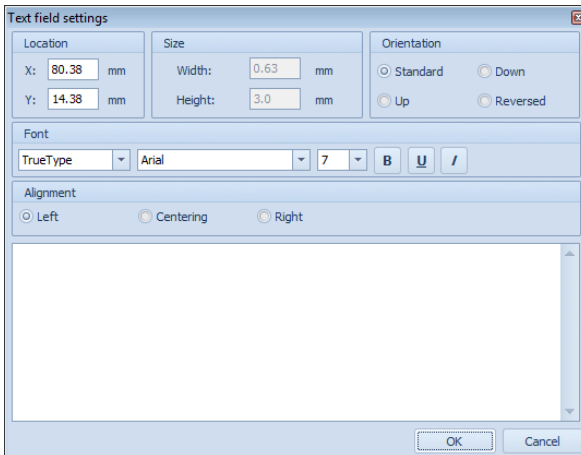 Text field settings
Location Size Orientation
X: 80.38 mm Width: 0.63 mm Standard Down
Y: 14.38 mm Height: 3.0 mm Up Reversed
Font
TrueType Arial 7 B U I
Alignment
Left Centering Right
OK Cancel